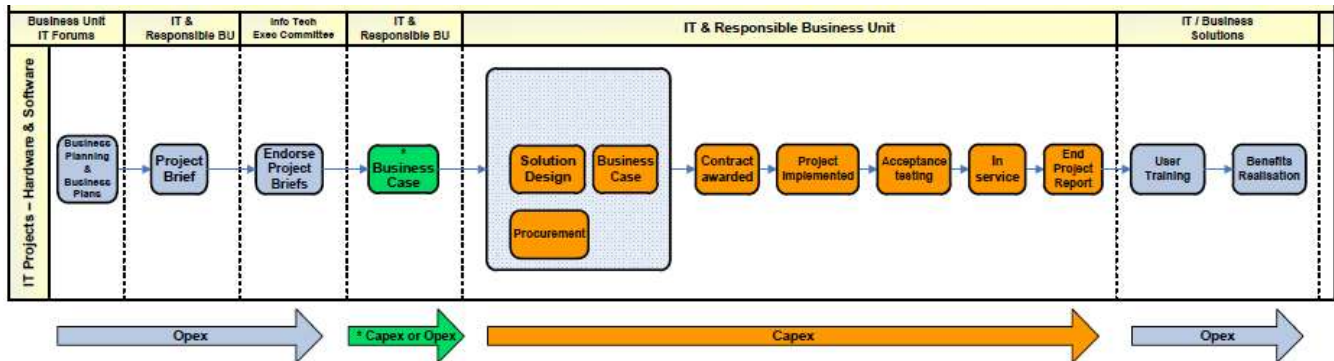 Business Unit
IT Forums
IT &
Responsible BU
Info Tech
Exec Committee
IT &
Responsible BU
IT & Responsible Business Unit
IT / Business
Solutions
IT Projects – Hardware & Software
Business
Planning
&
Business
Plans
Project
Brief
Endorse
Project
Briefs
*
Business
Case
Solution
Design
Business
Case
Procurement
Contract
awarded
Project
Implemented
Acceptance
testing
In
service
End
Project
Report
User
Training
Benefits
Realisation
Opex
* Capex or Opex
Capex
Opex